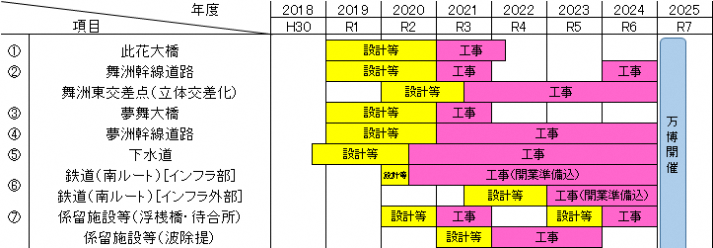 年度 2018 2019 2020 2021 2022 2023 2024 2025
項目 H30 R1 R2 R3 R4 R5 R6 R7
① 此花大橋 設計等 工事
② 舞洲幹線道路 設計等 工事 工事
舞洲東交差点(立体交差化) 設計等 工事
③ 夢舞大橋 設計等 工事
④ 夢洲幹線道路 設計等 工事
⑤ 下水道 設計等 工事
⑥ 鉄道(南ルート)[インフラ部] 設計等 工事(開業準備込)
鉄道(南ルート)[インフラ外部] 設計等 工事(開業準備込)
⑦ 係留施設等(浮桟橋・待合所) 設計等 工事 設計等 工事
係留施設等(波除提) 設計等 工事
万博開催